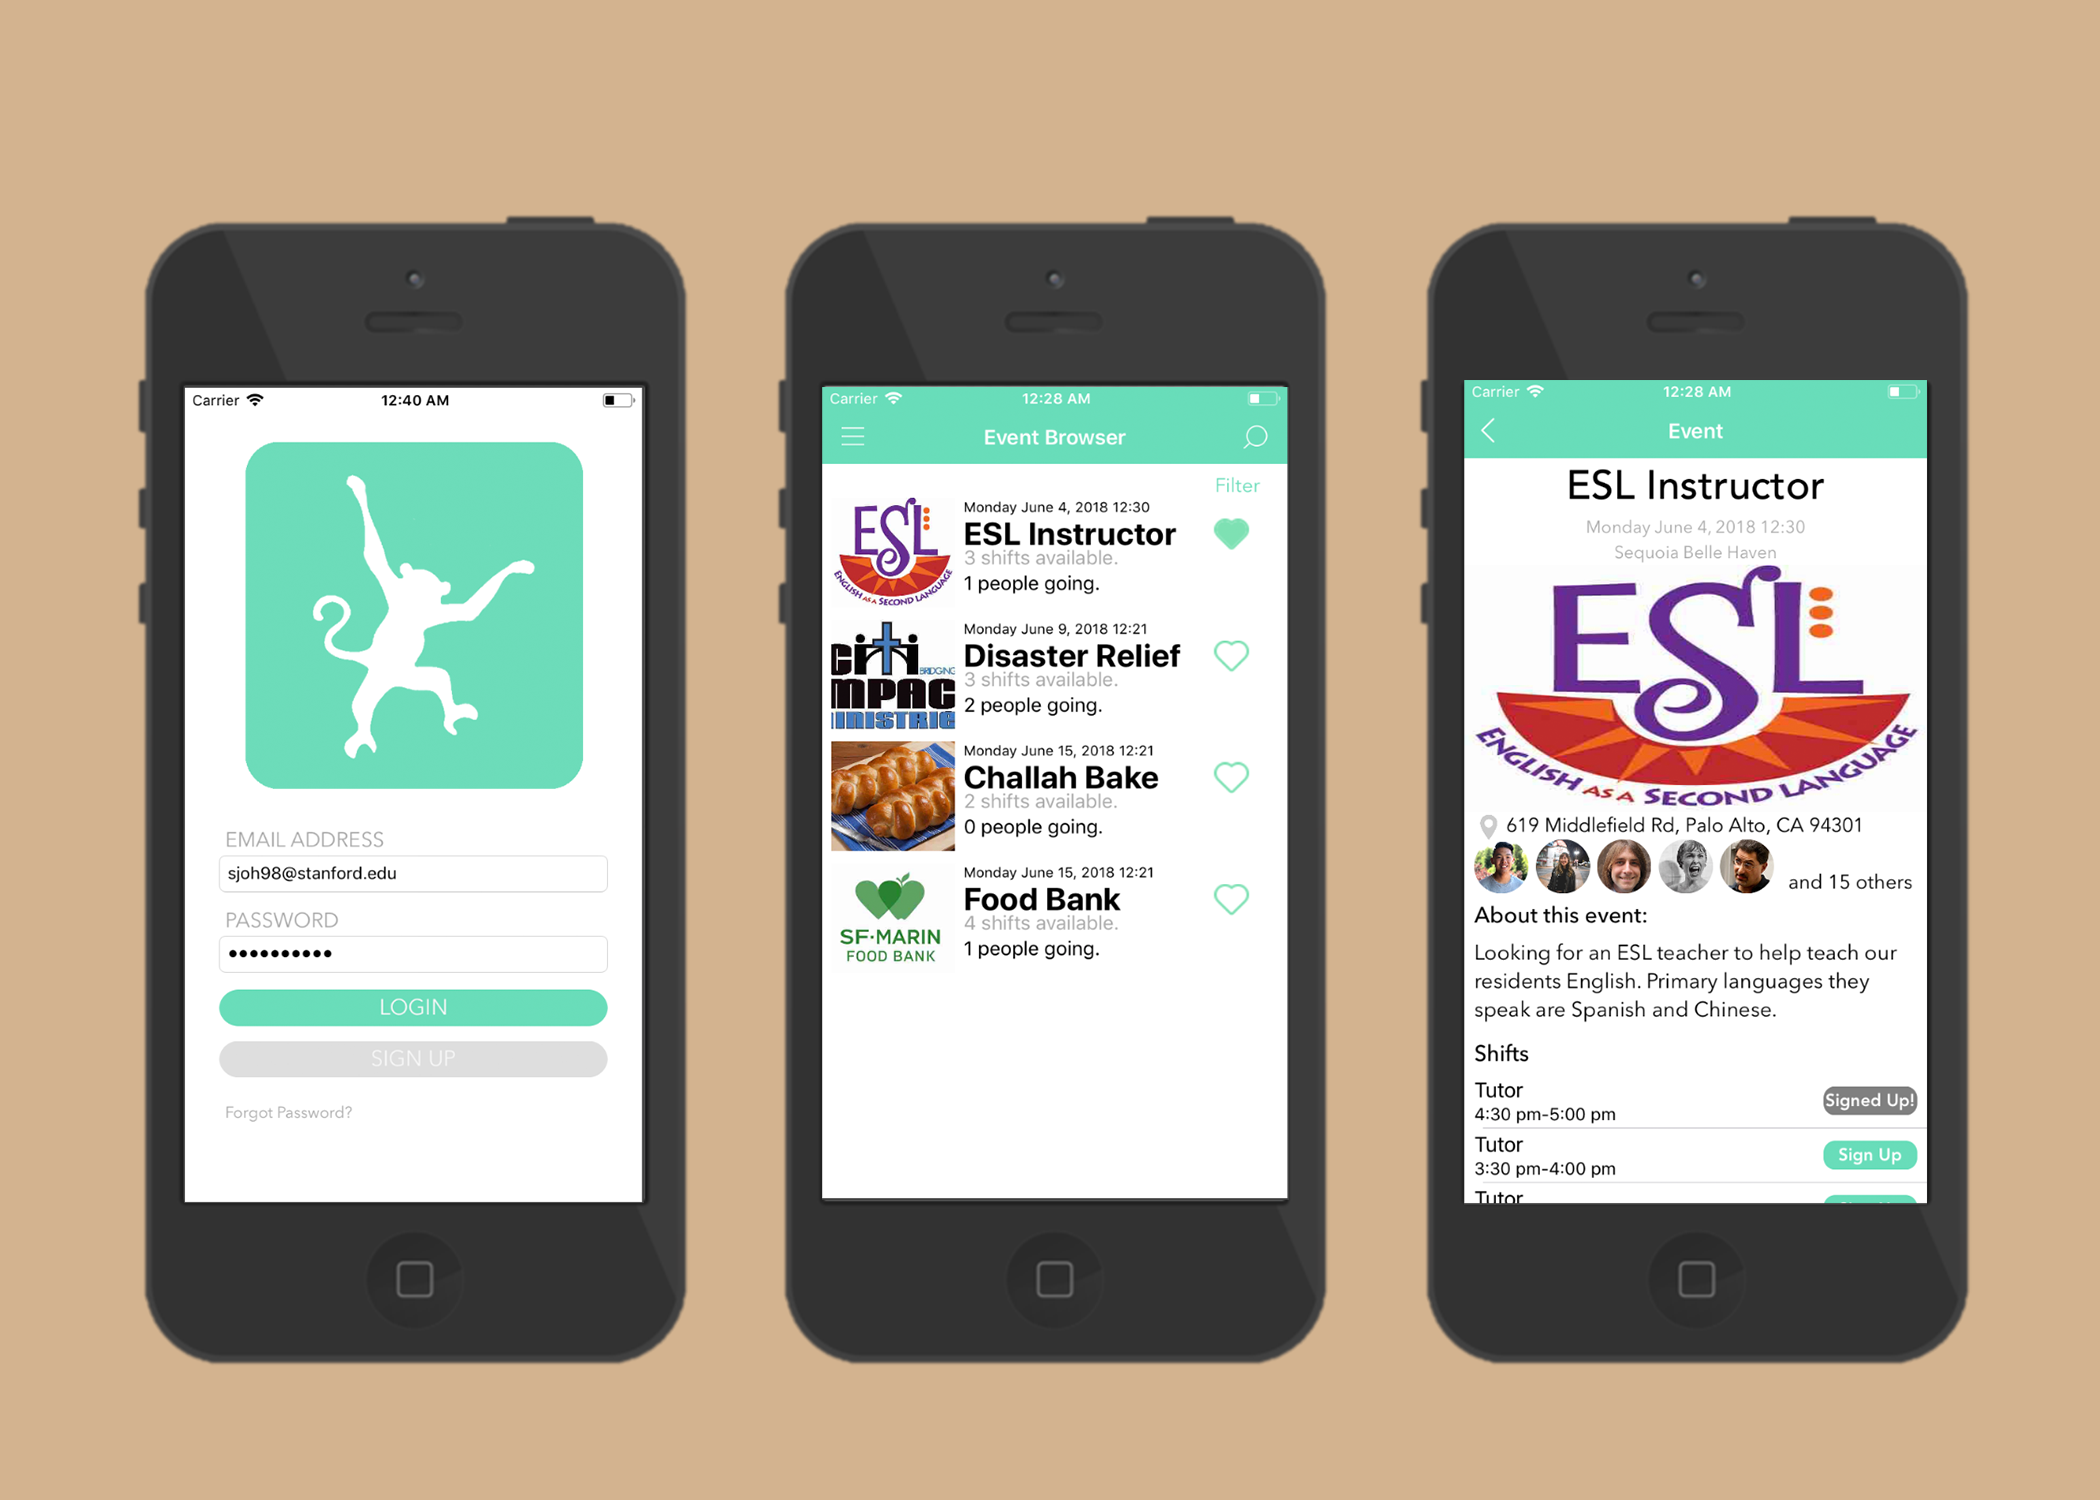 Carrier 12:40 AM
EMAIL ADDRESS
sjoh98@stanford.edu
PASSWORD
••••••••••
LOGIN
SIGN UP
Forgot Password?
Carrier 12:28 AM
Event Browser
Filter
ESL
ENGLISH AS A SECOND LANGUAGE
Monday June 4, 2018 12:30
ESL Instructor
3 shifts available.
1 people going.
CiTi
BRIDGING
MPAC
INISTRIE
Monday June 9, 2018 12:21
Disaster Relief
3 shifts available.
2 people going.
Monday June 15, 2018 12:21
Challah Bake
2 shifts available.
0 people going.
SF·MARIN
FOOD BANK
Monday June 15, 2018 12:21
Food Bank
4 shifts available.
1 people going.
Carrier 12:28 AM
Event
ESL Instructor
Monday June 4, 2018 12:30
Sequoia Belle Haven
ESL
ENGLISH AS A SECOND LANGUAGE
619 Middlefield Rd, Palo Alto, CA 94301
and 15 others
About this event:
Looking for an ESL teacher to help teach our
residents English. Primary languages they
speak are Spanish and Chinese.
Shifts
Tutor
4:30 pm-5:00 pm Signed Up!
Tutor
3:30 pm-4:00 pm Sign Up
Tutor